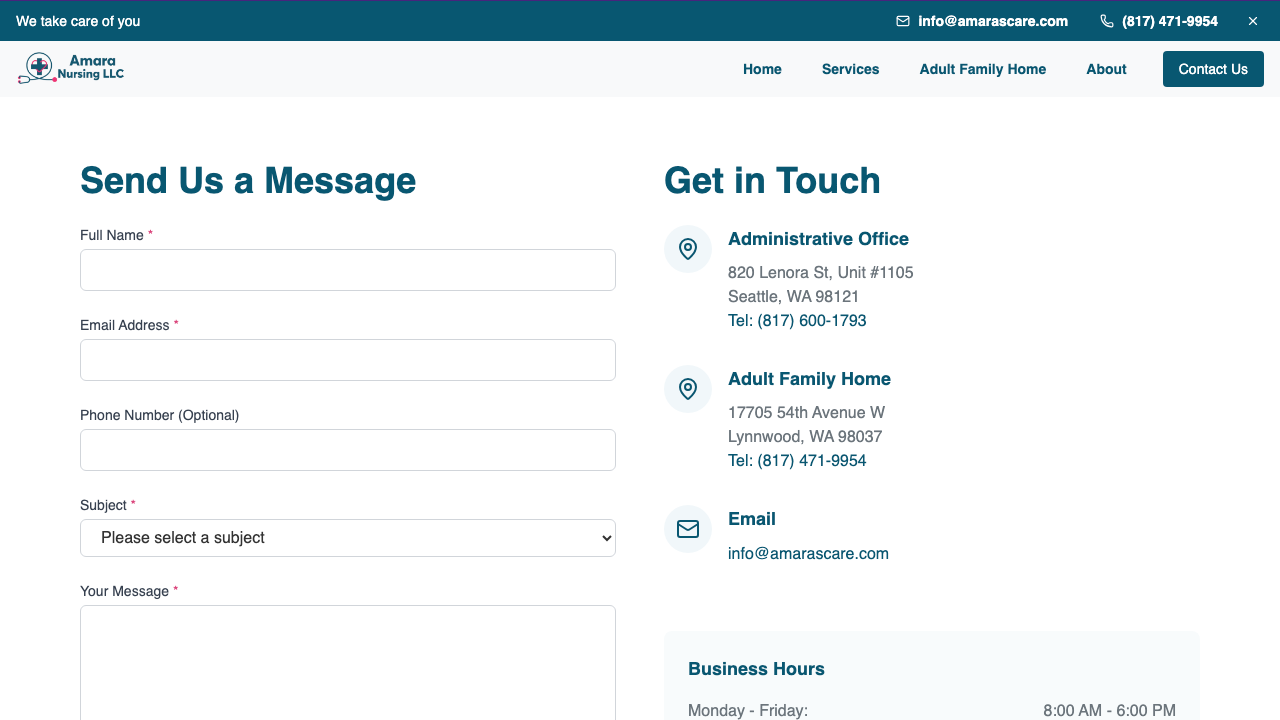 We take care of you
info@amarascare.com
(817) 471-9954
Amara
Nursing LLC
Home
Services
Adult Family Home
About
Contact Us
Send Us a Message
Full Name *
Email Address *
Phone Number (Optional)
Subject *
Please select a subject
Your Message *
Get in Touch
Administrative Office
820 Lenora St, Unit #1105
Seattle, WA 98121
Tel: (817) 600-1793
Adult Family Home
17705 54th Avenue W
Lynnwood, WA 98037
Tel: (817) 471-9954
Email
info@amarascare.com
Business Hours
Monday - Friday:
8:00 AM - 6:00 PM